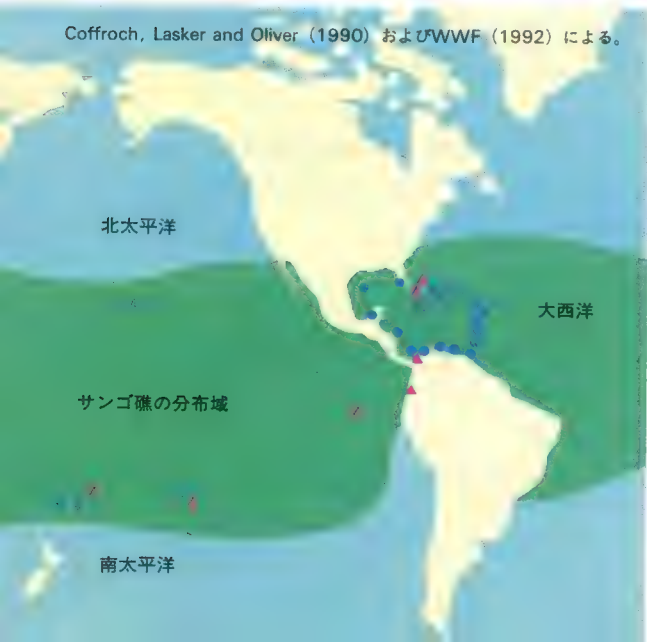 Coffroch, Lasker and Oliver (1990) およびWWF (1992) による。
北太平洋
大西洋
サンゴ礁の分布域
南太平洋